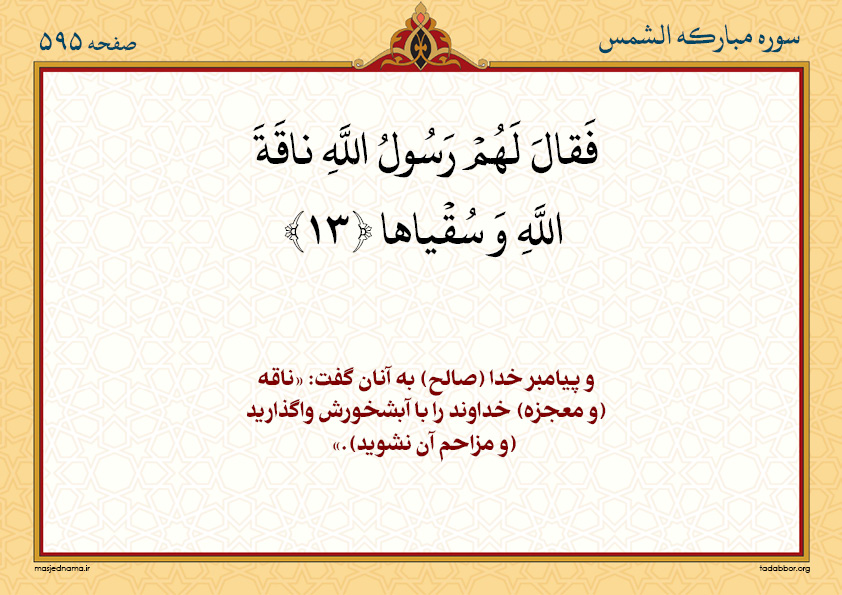 سوره مبارکه الشمس
صفحه ۵۹۵
فَقالَ لَهُمْ رَسُولُ اللَّهِ ناقَةَ
اللَّهِ وَ سُقْياها ﴿۱۳﴾
و پیامبر خدا (صالح) به آنان گفت: «ناقه
(و معجزه) خداوند را با آبشخورش واگذارید
(و مزاحم آن نشوید).»
masjednama.ir
tadabbor.org